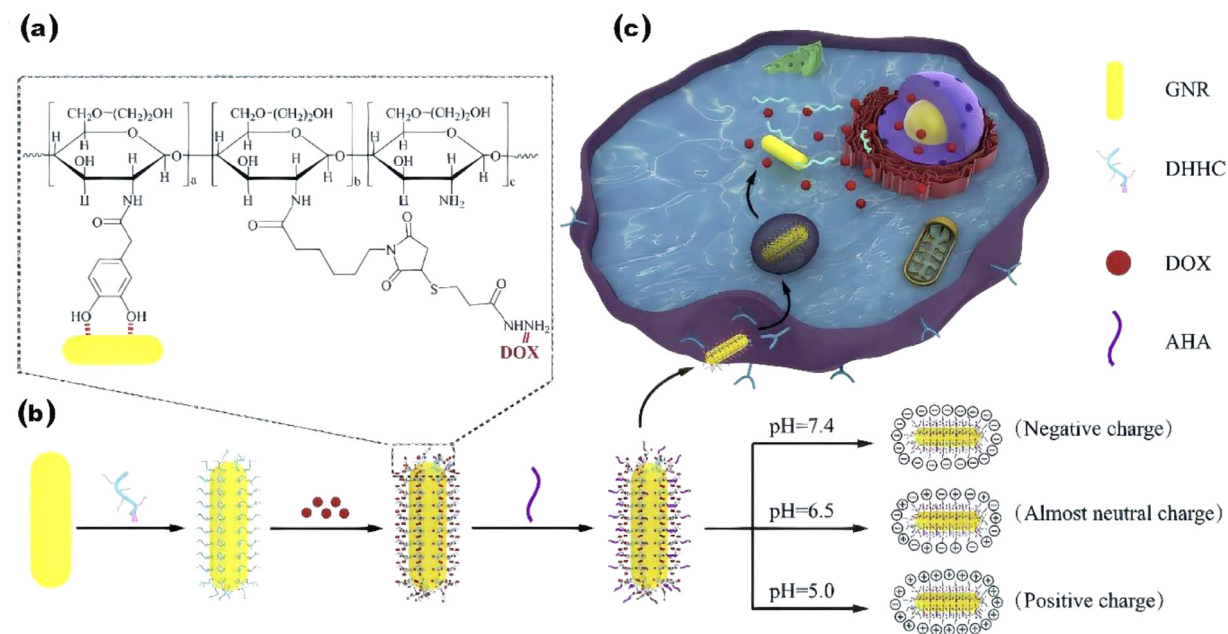 (a)
CH₂O-(CH₂)₂OH CH₂O-(CH₂)₂OH CH₂O-(CH₂)₂OH
H H H
O O O
H H H
OH H O OH H O OH H O
a b c
H H H
H NH H NH H NH₂
O O
O
N
O
S
O
HO OH
NHNH₂
DOX
(b)
(c)
GNR
DHHC
DOX
AHA
pH=7.4
(Negative charge)
pH=6.5
(Almost neutral charge)
pH=5.0
(Positive charge)